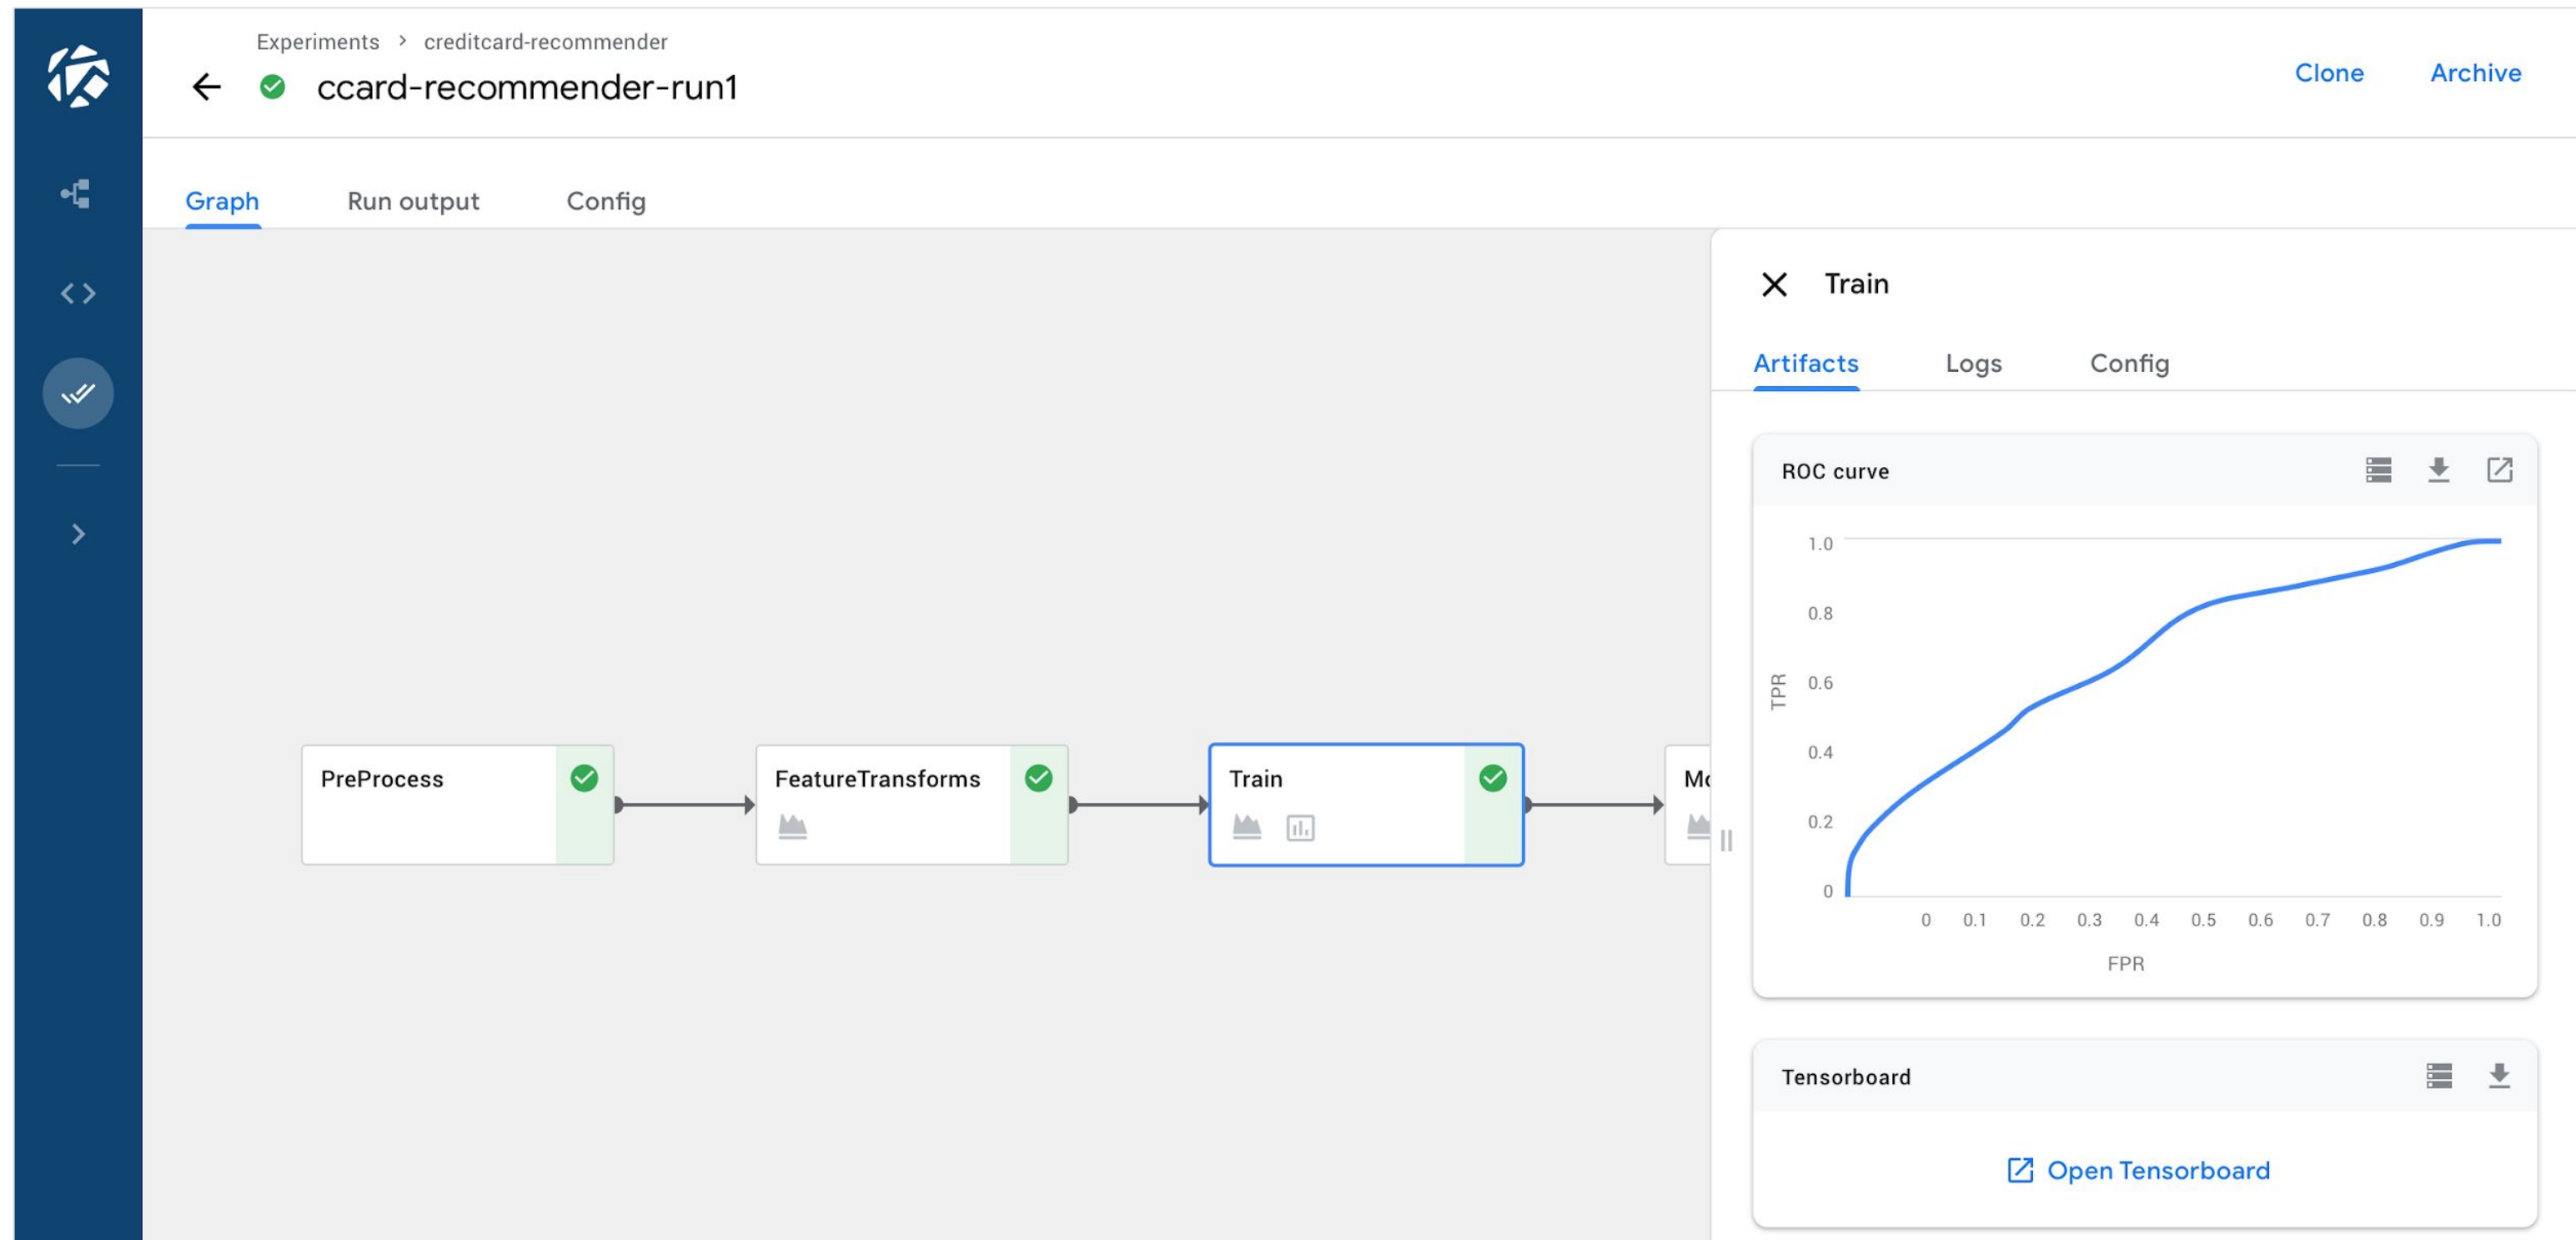 Experiments > creditcard-recommender
ccard-recommender-run1
Clone Archive
Graph Run output Config
Train
Artifacts Logs Config
ROC curve
1.0
0.8
0.6
0.4
0.2
0
TPR
0 0.1 0.2 0.3 0.4 0.5 0.6 0.7 0.8 0.9 1.0
FPR
PreProcess
FeatureTransforms
Train
Tensorboard
Open Tensorboard